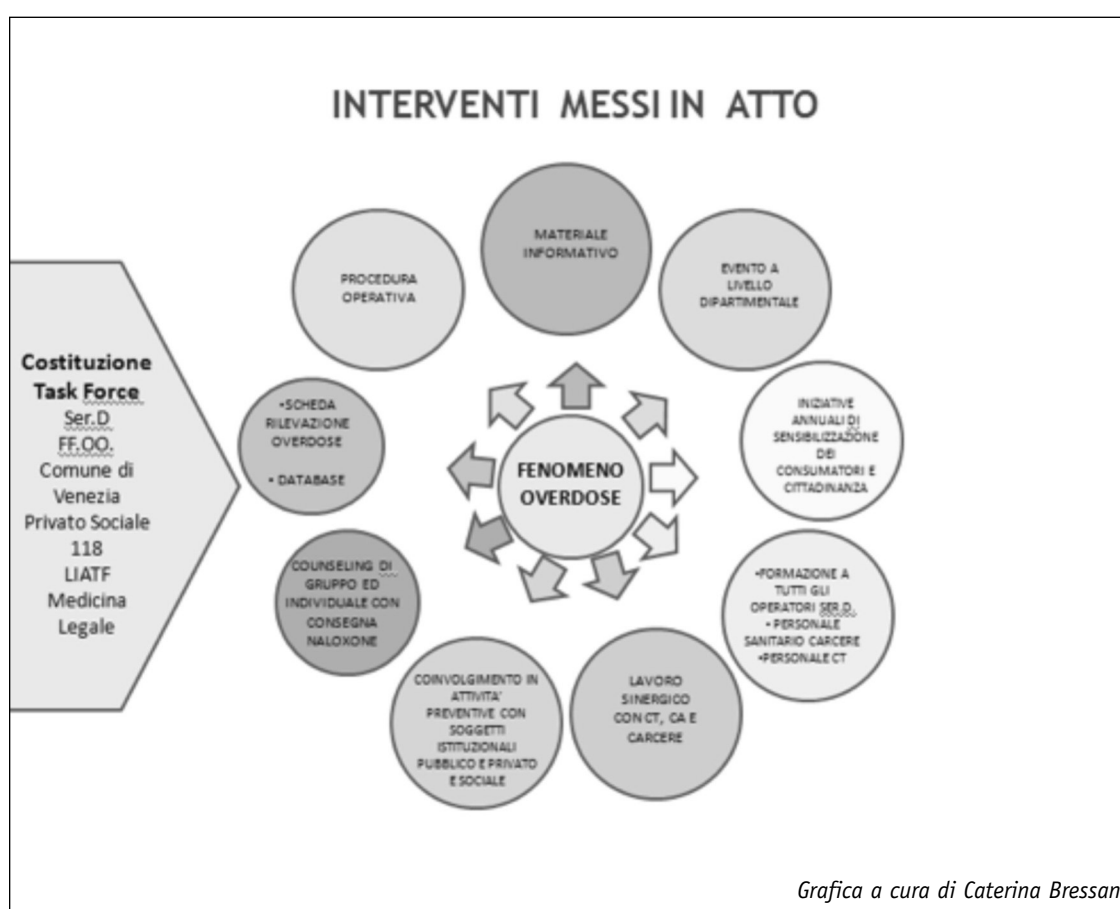 INTERVENTI MESSI IN ATTO
Costituzione
Task Force
Ser.D
FF.OO.
Comune di
Venezia
Privato Sociale
118
LIATF
Medicina
Legale
FENOMENO
OVERDOSE
MATERIALE
INFORMATIVO
EVENTO A
LIVELLO
DIPARTIMENTALE
INIZIATIVE
ANNUALI DI
SENSIBILIZZAZIONE
DEI
CONSUMATORI E
CITTADINANZA
•FORMAZIONE A
TUTTI GLI
OPERATORI SER.D.
• PERSONALE
SANITARIO CARCERE
•PERSONALE CT
LAVORO
SINERGICO
CON CT, CA E
CARCERE
COINVOLGIMENTO IN
ATTIVITA'
PREVENTIVE CON
SOGGETTI
ISTITUZIONALI
PUBBLICO E PRIVATO
E SOCIALE
COUNSELING DI
GRUPPO ED
INDIVIDUALE CON
CONSEGNA
NALOXONE
•SCHEDA
RILEVAZIONE
OVERDOSE
• DATABASE
PROCEDURA
OPERATIVA
Grafica a cura di Caterina Bressan